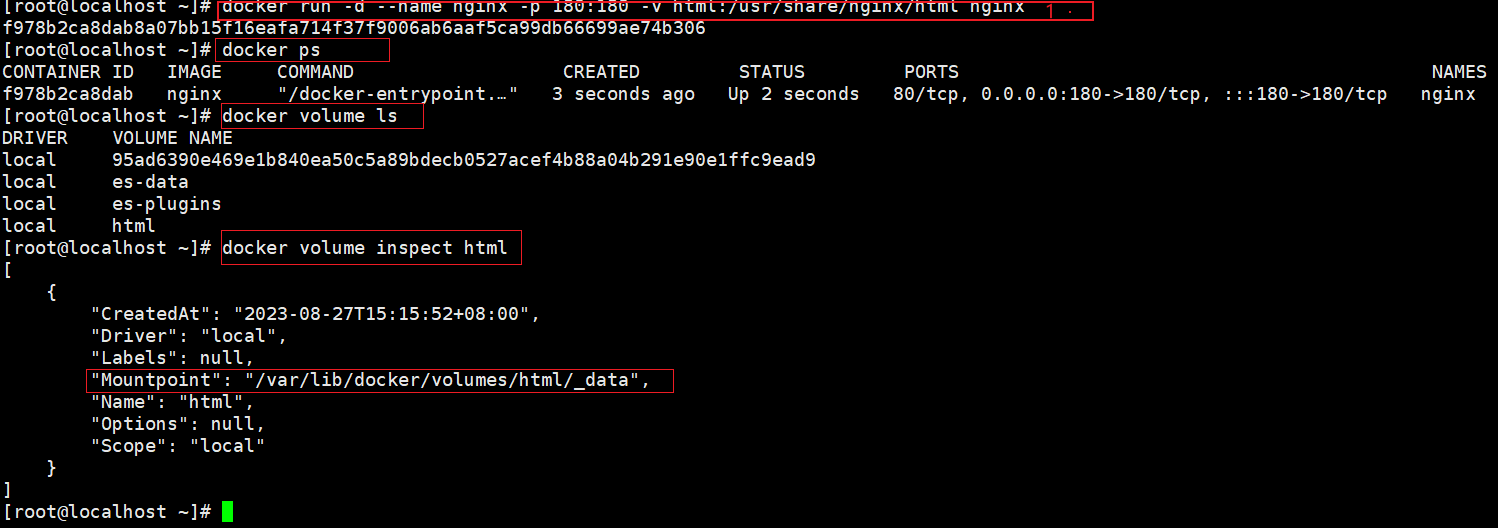 [root@localhost ~]# docker run -d --name nginx -p 180:180 -v html:/usr/share/nginx/html nginx 1.
f978b2ca8dab8a07bb15f16eafa714f37f9006ab6aaf5ca99db66699ae74b306
[root@localhost ~]# docker ps
CONTAINER ID   IMAGE     COMMAND                   CREATED         STATUS         PORTS                                           NAMES
f978b2ca8dab   nginx     "/docker-entrypoint.…"   3 seconds ago   Up 2 seconds   80/tcp, 0.0.0.0:180->180/tcp, :::180->180/tcp   nginx
[root@localhost ~]# docker volume ls
DRIVER    VOLUME NAME
local     95ad6390e469e1b840ea50c5a89bdecb0527acef4b88a04b291e90e1ffc9ead9
local     es-data
local     es-plugins
local     html
[root@localhost ~]# docker volume inspect html
[
    {
        "CreatedAt": "2023-08-27T15:15:52+08:00",
        "Driver": "local",
        "Labels": null,
        "Mountpoint": "/var/lib/docker/volumes/html/_data",
        "Name": "html",
        "Options": null,
        "Scope": "local"
    }
]
[root@localhost ~]#